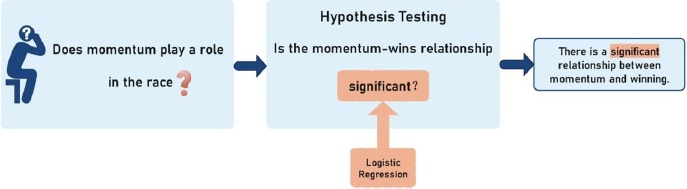 ?
Does momentum play a role
in the race ?
Hypothesis Testing
Is the momentum-wins relationship
significant?
Logistic
Regression
There is a significant
relationship between
momentum and winning.